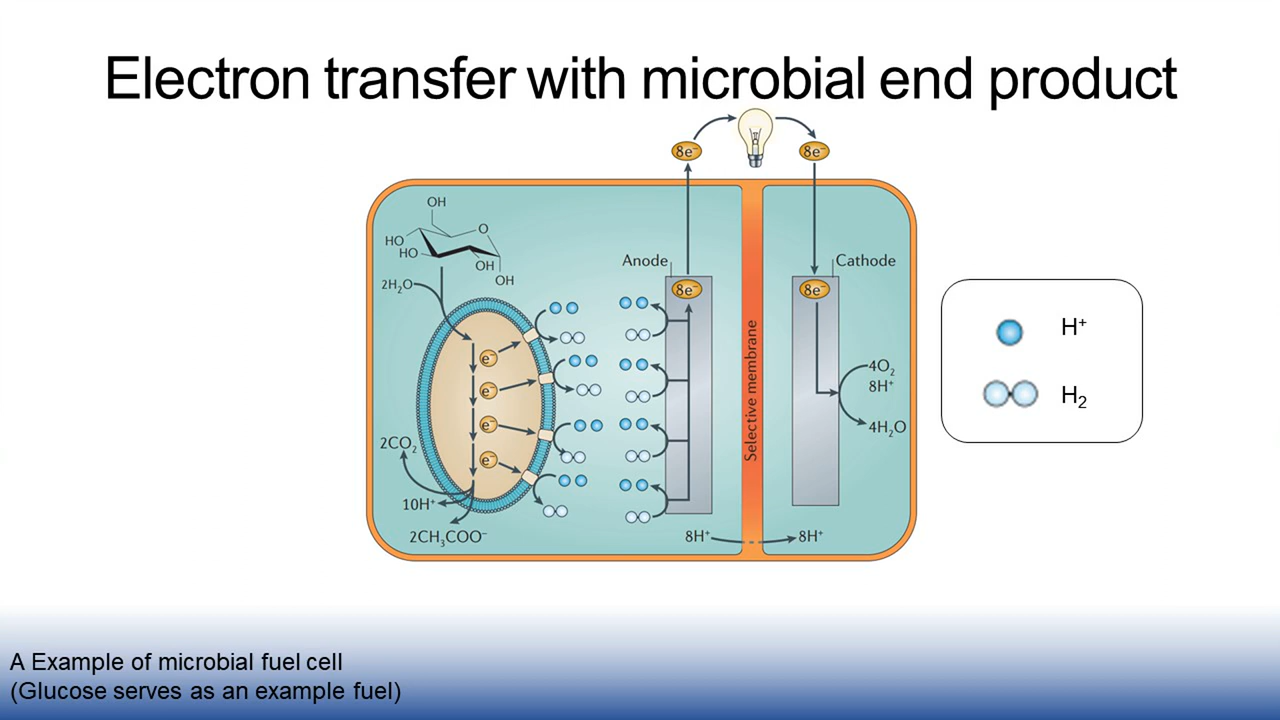 Electron transfer with microbial end product
8e⁻
8e⁻
OH
O
HO
HO
OH
OH
2H₂O
Anode
Cathode
8e⁻
8e⁻
e⁻
e⁻
e⁻
e⁻
Selective membrane
4O₂
8H⁺
4H₂O
2CO₂
10H⁺
2CH₃COO⁻
8H⁺
8H⁺
H⁺
H₂
A Example of microbial fuel cell
(Glucose serves as an example fuel)